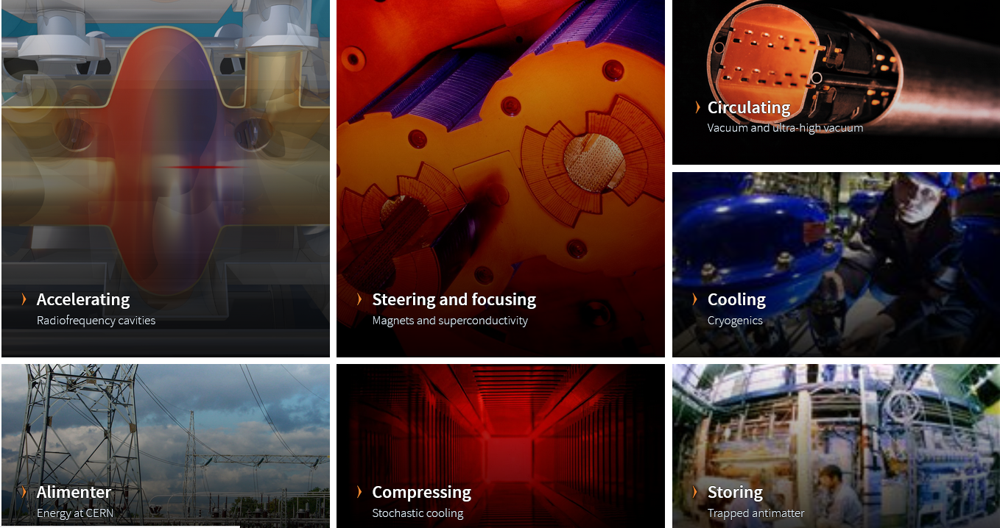 Circulating
Vacuum and ultra-high vacuum
Accelerating
Radiofrequency cavities
Steering and focusing
Magnets and superconductivity
Cooling
Cryogenics
Alimenter
Energy at CERN
Compressing
Stochastic cooling
Storing
Trapped antimatter